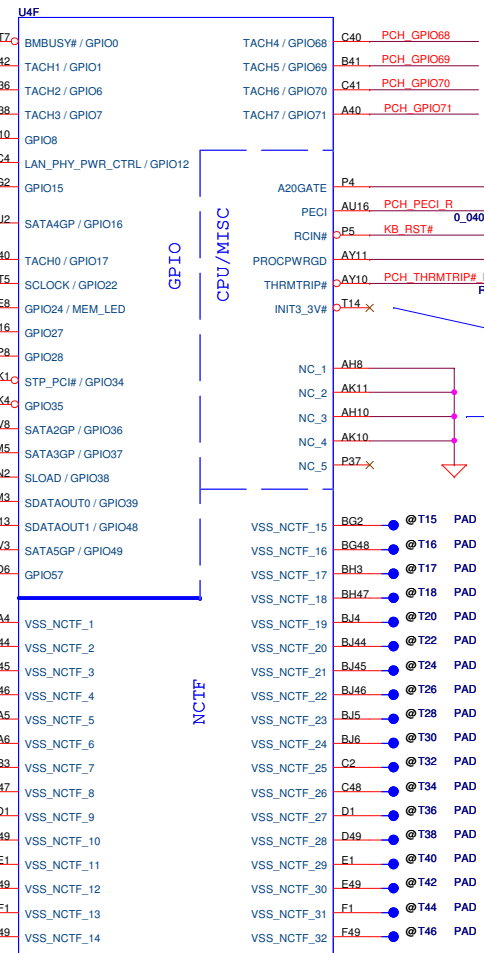 U4F
BMBUSY# / GPIO0 TACH4 / GPIO68 C40 PCH_GPIO68
TACH1 / GPIO1 TACH5 / GPIO69 B41 PCH_GPIO69
TACH2 / GPIO6 TACH6 / GPIO70 C41 PCH_GPIO70
TACH3 / GPIO7 TACH7 / GPIO71 A40 PCH_GPIO71
GPIO8
LAN_PHY_PWR_CTRL / GPIO12
GPIO15 A20GATE P4
PECI AU16 PCH_PECI_R
0_040
SATA4GP / GPIO16 RCIN# P5 KB_RST#
GPIO
CPU/MISC
TACH0 / GPIO17 PROCPWRGD AY11
SCLOCK / GPIO22 THRMTRIP# AY10 PCH_THRMTRIP#_
GPIO24 / MEM_LED INIT3_3V# T14
GPIO27
GPIO28 NC_1 AH8
STP_PCI# / GPIO34 NC_2 AK11
GPIO35 NC_3 AH10
SATA2GP / GPIO36 NC_4 AK10
SATA3GP / GPIO37 NC_5 P37
SLOAD / GPIO38
SDATAOUT0 / GPIO39
SDATAOUT1 / GPIO48 VSS_NCTF_15 BG2 @T15 PAD
SATA5GP / GPIO49 VSS_NCTF_16 BG48 @T16 PAD
GPIO57 VSS_NCTF_17 BH3 @T17 PAD
VSS_NCTF_18 BH47 @T18 PAD
VSS_NCTF_1 VSS_NCTF_19 BJ4 @T20 PAD
VSS_NCTF_2 VSS_NCTF_20 BJ44 @T22 PAD
VSS_NCTF_3 VSS_NCTF_21 BJ45 @T24 PAD
VSS_NCTF_4 VSS_NCTF_22 BJ46 @T26 PAD
NCTF
VSS_NCTF_5 VSS_NCTF_23 BJ5 @T28 PAD
VSS_NCTF_6 VSS_NCTF_24 BJ6 @T30 PAD
VSS_NCTF_7 VSS_NCTF_25 C2 @T32 PAD
VSS_NCTF_8 VSS_NCTF_26 C48 @T34 PAD
VSS_NCTF_9 VSS_NCTF_27 D1 @T36 PAD
VSS_NCTF_10 VSS_NCTF_28 D49 @T38 PAD
VSS_NCTF_11 VSS_NCTF_29 E1 @T40 PAD
VSS_NCTF_12 VSS_NCTF_30 E49 @T42 PAD
VSS_NCTF_13 VSS_NCTF_31 F1 @T44 PAD
VSS_NCTF_14 VSS_NCTF_32 F49 @T46 PAD